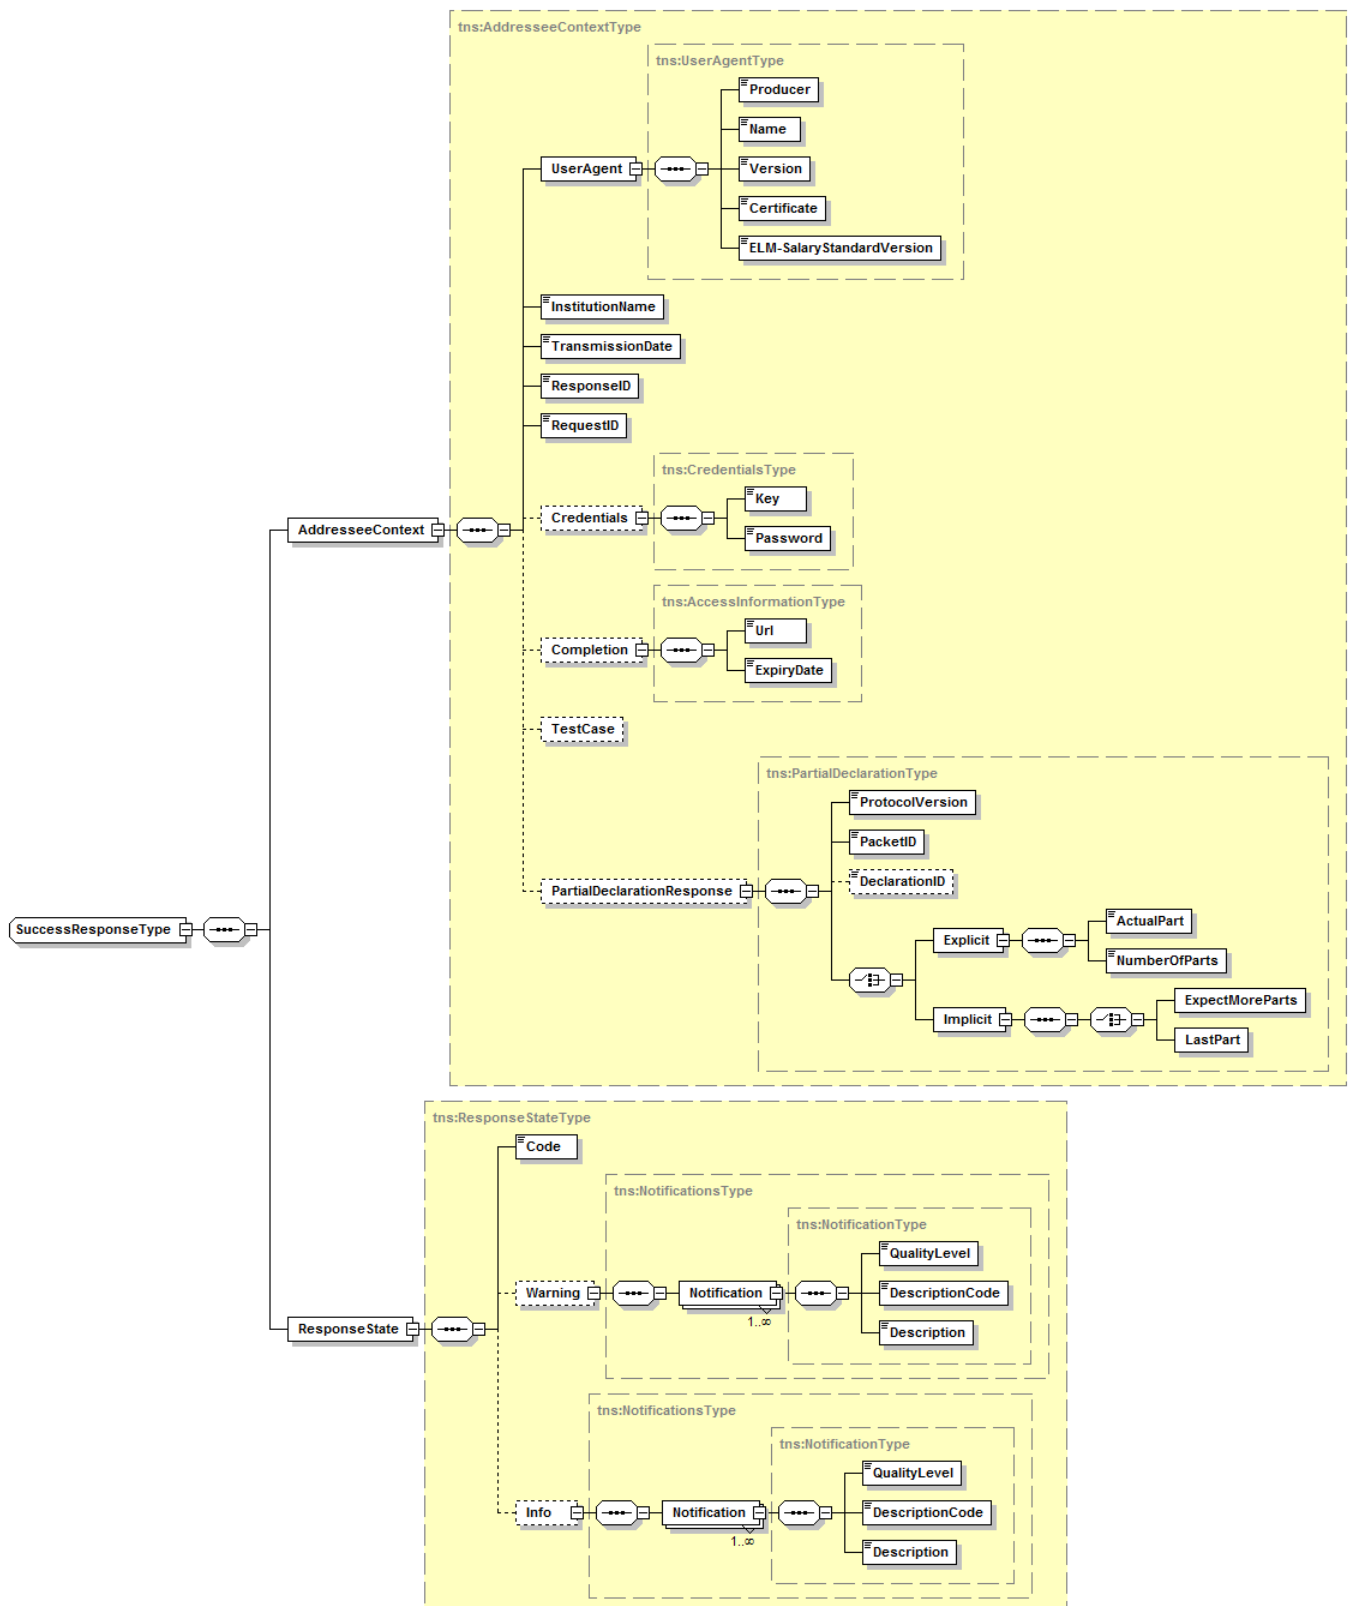 tns:AddresseeContextType
tns:UserAgentType
Producer
Name
UserAgent
Version
Certificate
ELM-SalaryStandardVersion
InstitutionName
TransmissionDate
ResponseID
RequestID
tns:CredentialsType
Key
Credentials
AddresseeContext
Password
tns:AccessInformationType
Url
Completion
ExpiryDate
TestCase
tns:PartialDeclarationType
ProtocolVersion
PacketID
DeclarationID
PartialDeclarationResponse
ActualPart
SuccessResponseType
Explicit
NumberOfParts
ExpectMoreParts
Implicit
LastPart
tns:ResponseStateType
Code
tns:NotificationsType
tns:NotificationType
QualityLevel
Warning
Notification
DescriptionCode
1..∞
ResponseState
Description
tns:NotificationsType
tns:NotificationType
QualityLevel
Info
Notification
DescriptionCode
1..∞
Description